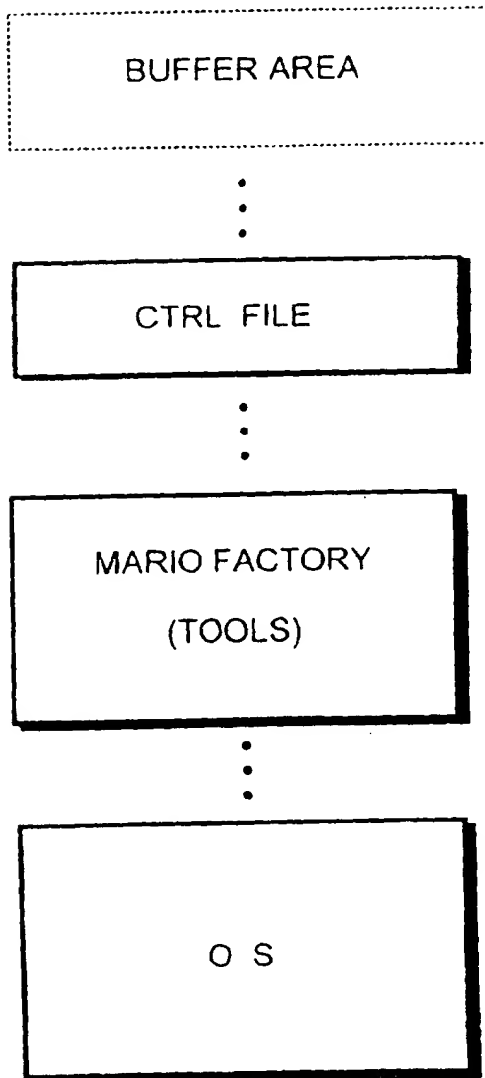 BUFFER AREA
CTRL FILE
MARIO FACTORY
(TOOLS)
O S